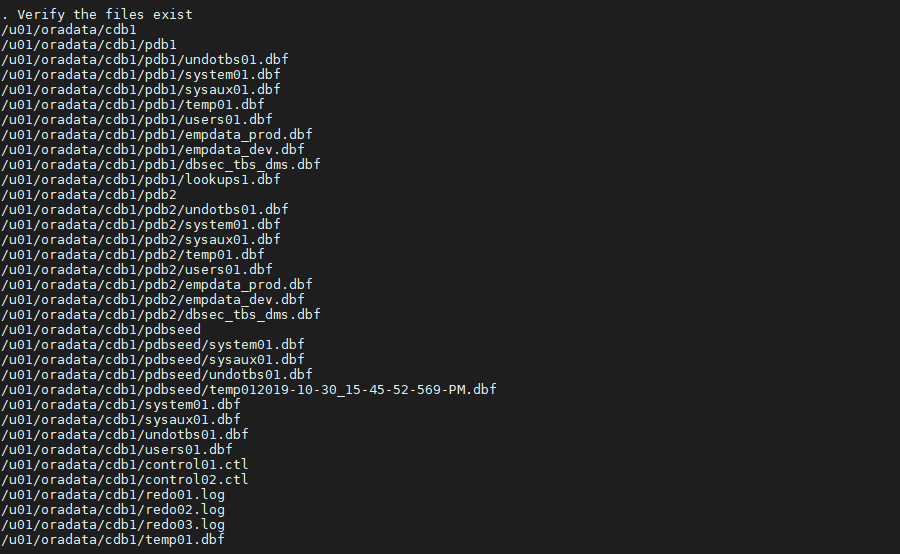 . Verify the files exist
/u01/oradata/cdb1
/u01/oradata/cdb1/pdb1
/u01/oradata/cdb1/pdb1/undotbs01.dbf
/u01/oradata/cdb1/pdb1/system01.dbf
/u01/oradata/cdb1/pdb1/sysaux01.dbf
/u01/oradata/cdb1/pdb1/temp01.dbf
/u01/oradata/cdb1/pdb1/users01.dbf
/u01/oradata/cdb1/pdb1/empdata_prod.dbf
/u01/oradata/cdb1/pdb1/empdata_dev.dbf
/u01/oradata/cdb1/pdb1/dbsec_tbs_dms.dbf
/u01/oradata/cdb1/pdb1/lookups1.dbf
/u01/oradata/cdb1/pdb2
/u01/oradata/cdb1/pdb2/undotbs01.dbf
/u01/oradata/cdb1/pdb2/system01.dbf
/u01/oradata/cdb1/pdb2/sysaux01.dbf
/u01/oradata/cdb1/pdb2/temp01.dbf
/u01/oradata/cdb1/pdb2/users01.dbf
/u01/oradata/cdb1/pdb2/empdata_prod.dbf
/u01/oradata/cdb1/pdb2/empdata_dev.dbf
/u01/oradata/cdb1/pdb2/dbsec_tbs_dms.dbf
/u01/oradata/cdb1/pdbseed
/u01/oradata/cdb1/pdbseed/system01.dbf
/u01/oradata/cdb1/pdbseed/sysaux01.dbf
/u01/oradata/cdb1/pdbseed/undotbs01.dbf
/u01/oradata/cdb1/pdbseed/temp012019-10-30_15-45-52-569-PM.dbf
/u01/oradata/cdb1/system01.dbf
/u01/oradata/cdb1/sysaux01.dbf
/u01/oradata/cdb1/undotbs01.dbf
/u01/oradata/cdb1/users01.dbf
/u01/oradata/cdb1/control01.ctl
/u01/oradata/cdb1/control02.ctl
/u01/oradata/cdb1/redo01.log
/u01/oradata/cdb1/redo02.log
/u01/oradata/cdb1/redo03.log
/u01/oradata/cdb1/temp01.dbf